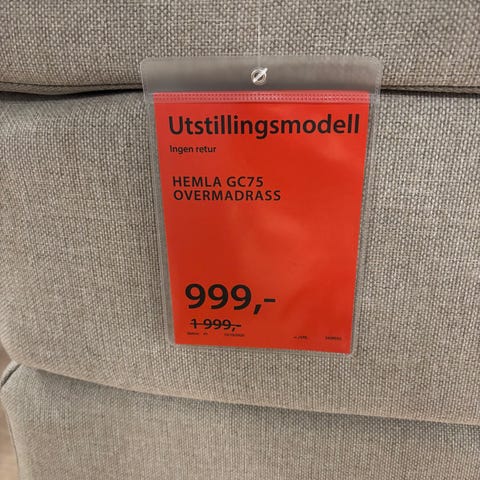 Utstillingsmodell
Ingen retur
HEMLA GC75
OVERMADRASS
999,-
1 999,-